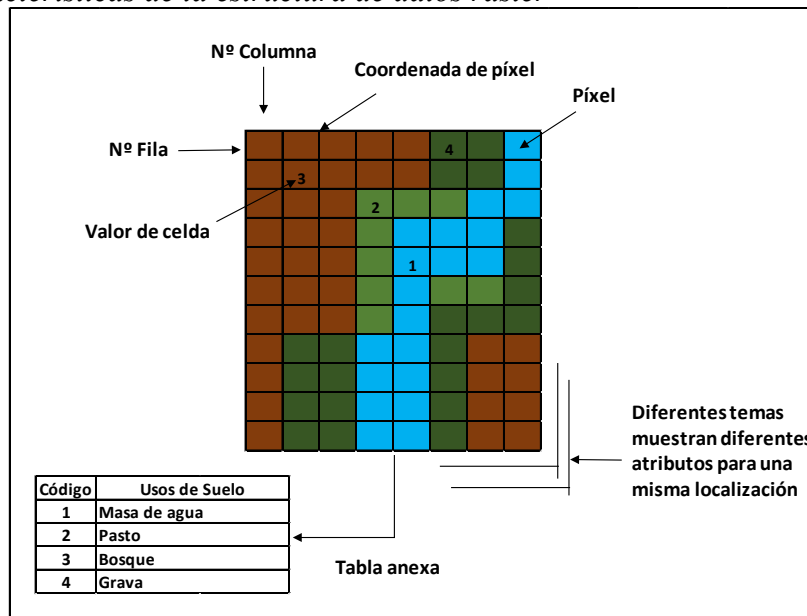 Nº Columna
Coordenada de píxel
Píxel
Nº Fila
4
3
Valor de celda
2
1
Diferentes temas
muestran diferentes
atributos para una
misma localización
Código Usos de Suelo
1 Masa de agua
2 Pasto
3 Bosque
4 Grava
Tabla anexa